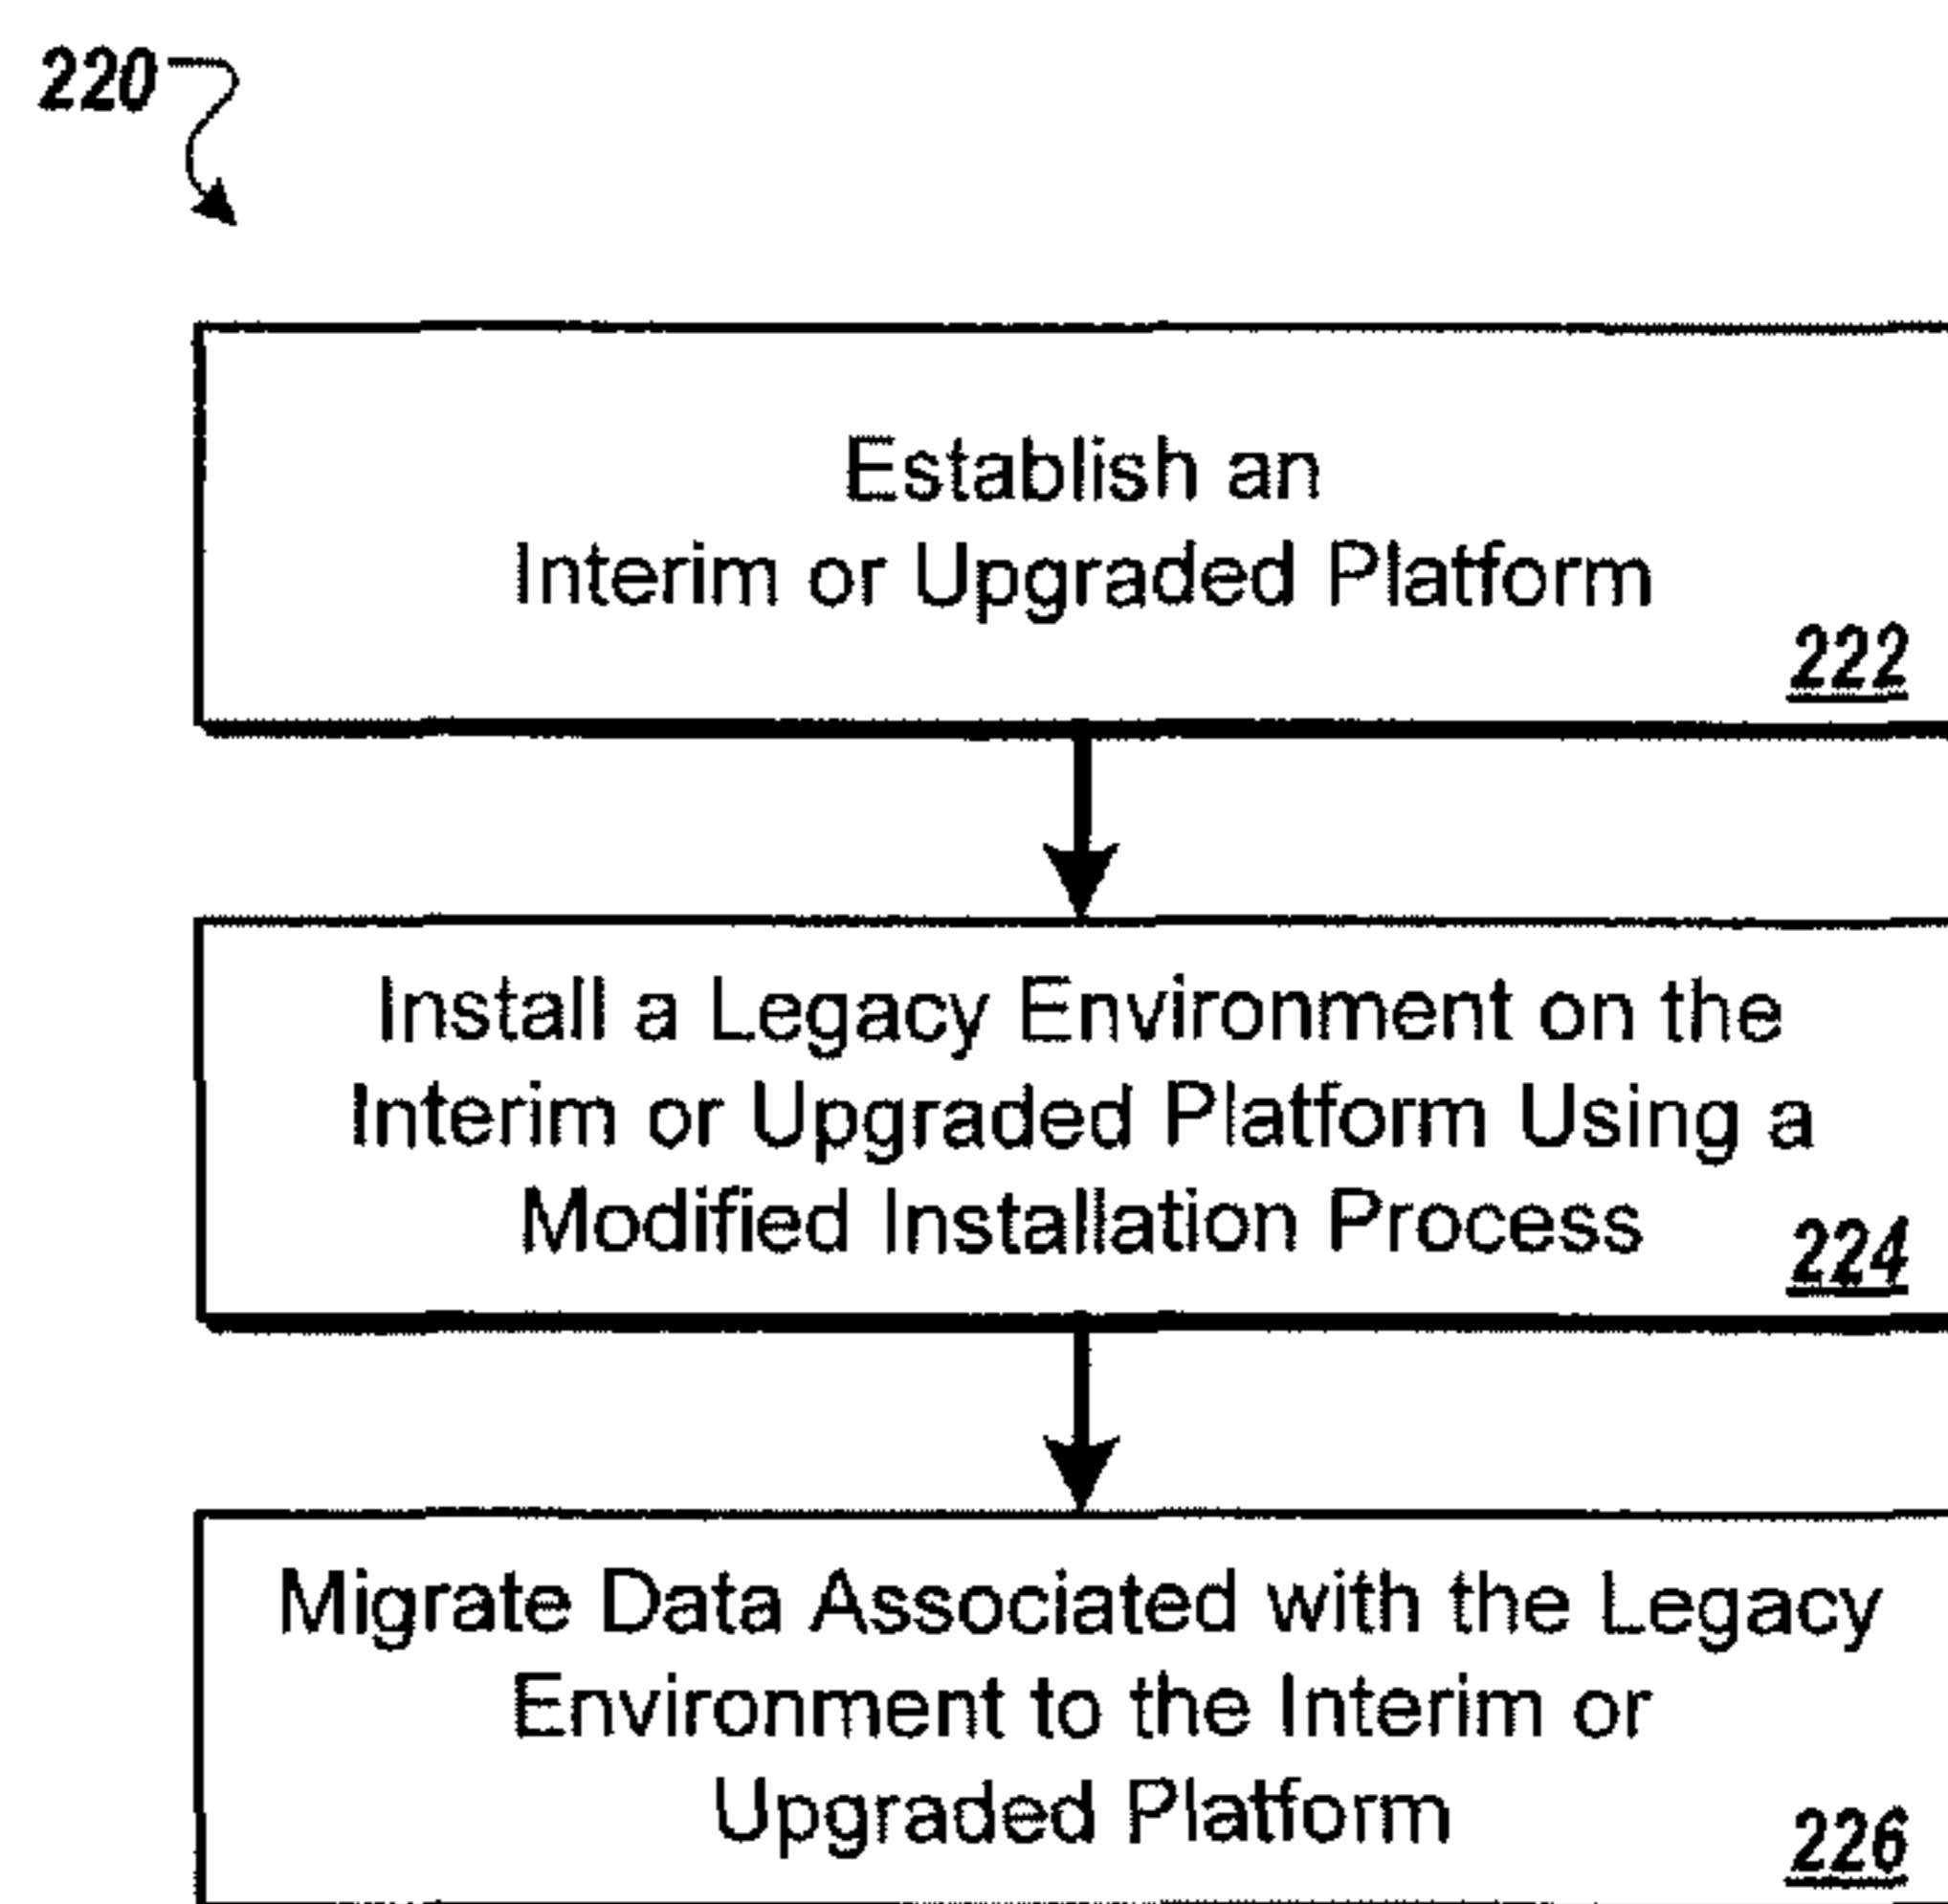 220
Establish an
Interim or Upgraded Platform
222
Install a Legacy Environment on the
Interim or Upgraded Platform Using a
Modified Installation Process
224
Migrate Data Associated with the Legacy
Environment to the Interim or
Upgraded Platform
226